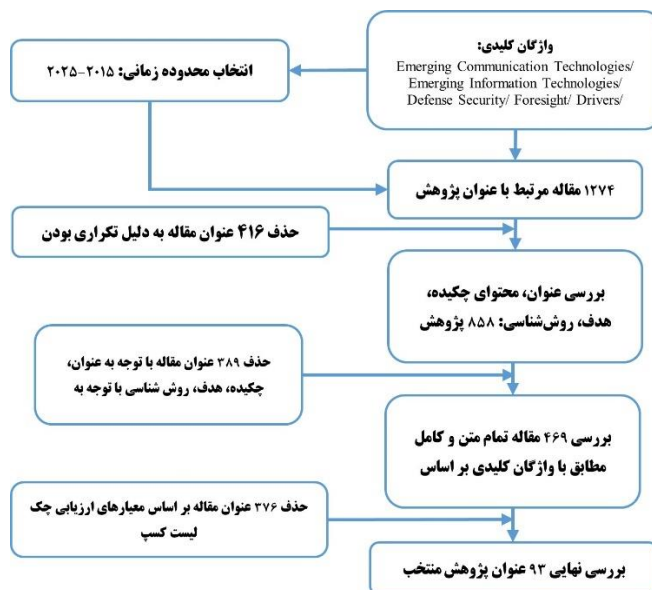 واژگان کلیدی:
Emerging Communication Technologies/
Emerging Information Technologies/
Defense Security/ Foresight/ Drivers/
انتخاب محدوده زمانی: ۲۰۱۵-۲۰۲۵
۱۲۷۴ مقاله مرتبط با عنوان پژوهش
حذف ۴۱۶ عنوان مقاله به دلیل تکراری بودن
بررسی عنوان، محتوای چکیده،
هدف، روش‌شناسی: ۸۵۸ پژوهش
حذف ۳۸۹ عنوان مقاله با توجه به عنوان،
چکیده، هدف، روش شناسی با توجه به
بررسی ۴۶۹ مقاله تمام متن و کامل
مطابق با واژگان کلیدی بر اساس
حذف ۳۷۶ عنوان مقاله بر اساس معیارهای ارزیابی چک
لیست کسپ
بررسی نهایی ۹۳ عنوان پژوهش منتخب